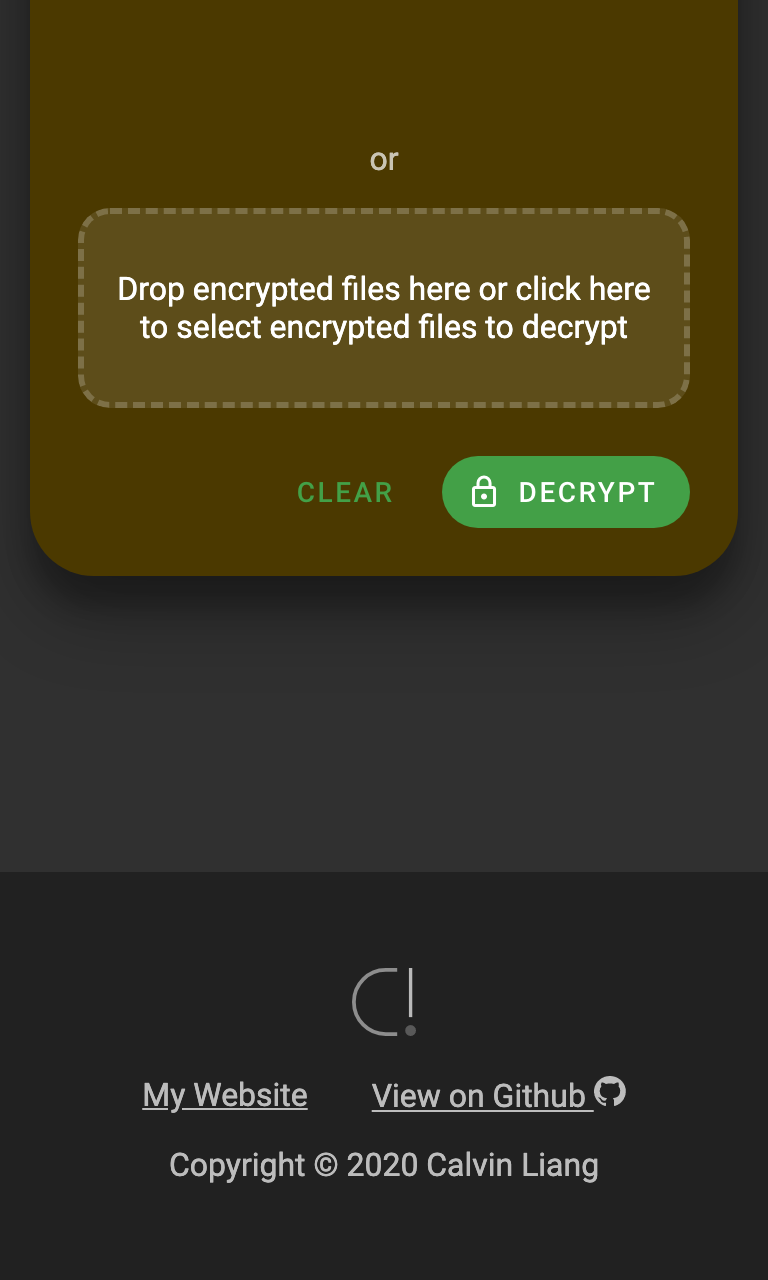 or
Drop encrypted files here or click here
to select encrypted files to decrypt
CLEAR
DECRYPT
My Website
View on Github
Copyright © 2020 Calvin Liang